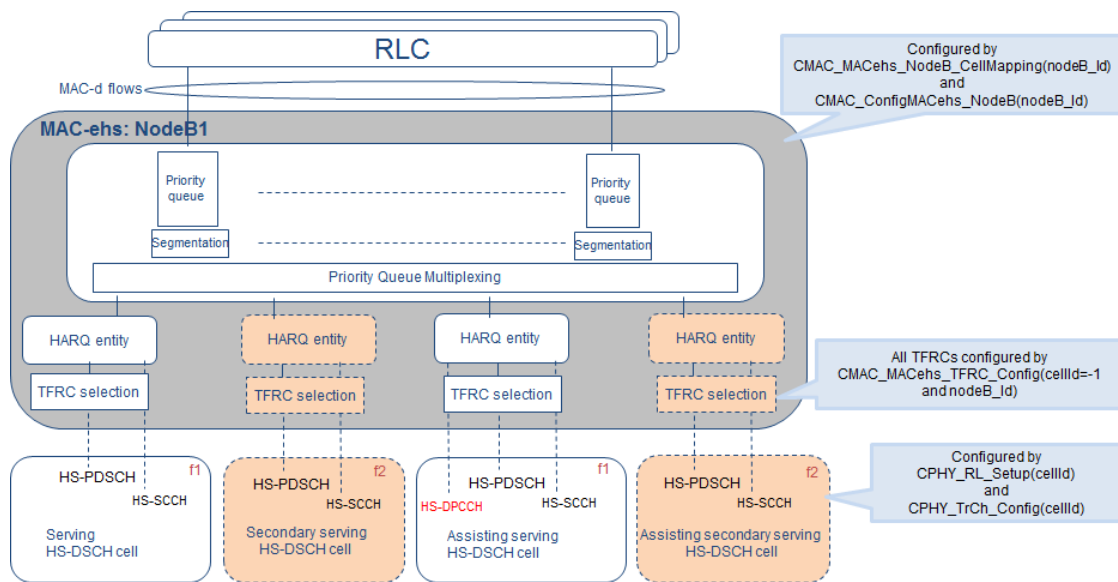 RLC
MAC-d flows
Configured by
CMAC_MACehs_NodeB_CellMapping(nodeB_Id)
and
CMAC_ConfigMACehs_NodeB(nodeB_Id)
MAC-ehs: NodeB1
Priority
queue
Priority
queue
Segmentation
Segmentation
Priority Queue Multiplexing
HARQ entity
HARQ entity
HARQ entity
HARQ entity
TFRC selection
TFRC selection
TFRC selection
TFRC selection
All TFRCs configured by
CMAC_MACehs_TFRC_Config(cellId=-1
and nodeB_Id)
f1
HS-PDSCH
HS-SCCH
Serving
HS-DSCH cell
f2
HS-PDSCH
HS-SCCH
Secondary serving
HS-DSCH cell
f1
HS-PDSCH
HS-DPCCH
HS-SCCH
Assisting serving
HS-DSCH cell
f2
HS-PDSCH
HS-SCCH
Assisting secondary serving
HS-DSCH cell
Configured by
CPHY_RL_Setup(cellId)
and
CPHY_TrCh_Config(cellId)